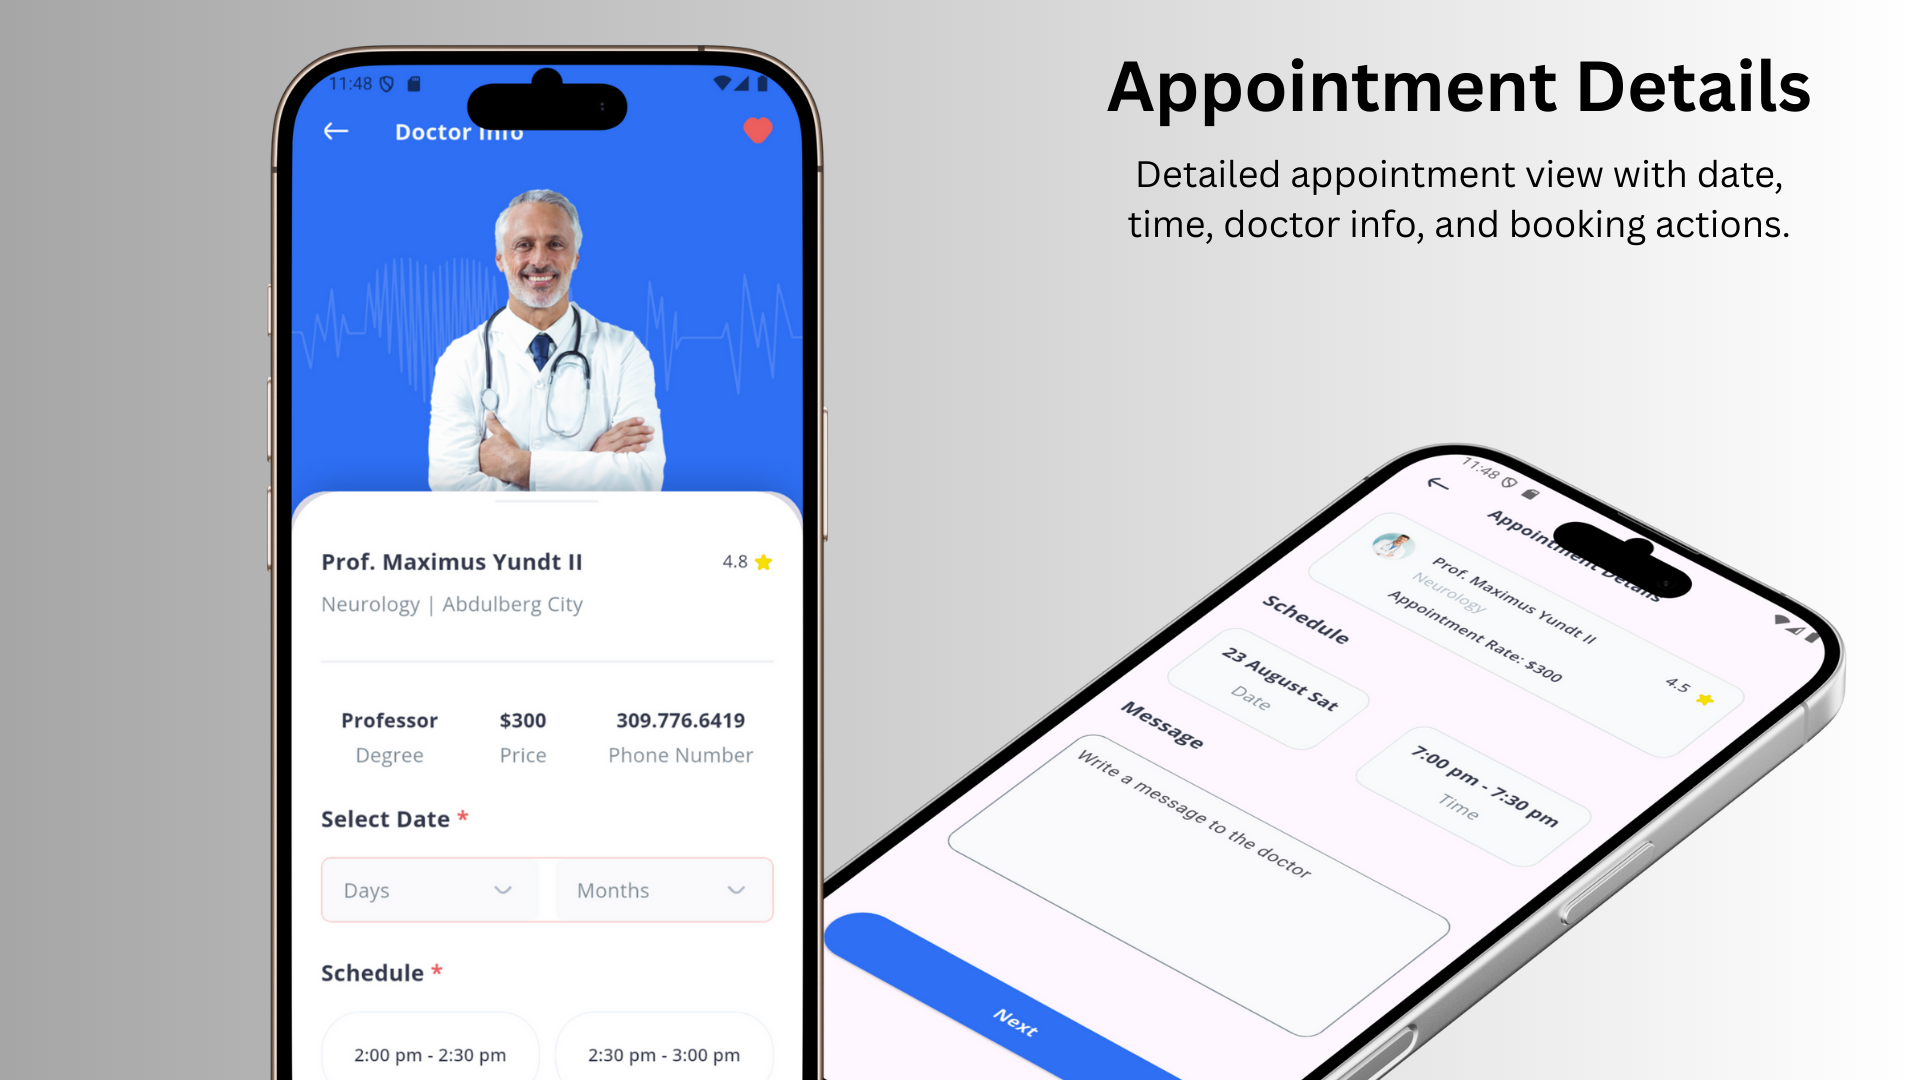 Appointment Details
Detailed appointment view with date,
time, doctor info, and booking actions.
11:48
Doctor Info
Prof. Maximus Yundt II
4.8
Neurology | Abdulberg City
Professor
Degree
$300
Price
309.776.6419
Phone Number
Select Date *
Days
Months
Schedule *
2:00 pm - 2:30 pm
2:30 pm - 3:00 pm
11:48
Appointment Details
Prof. Maximus Yundt II
Neurology
Appointment Rate: $300
4.5
Schedule
23 August Sat
Date
7:00 pm - 7:30 pm
Time
Message
Write a message to the doctor
Next